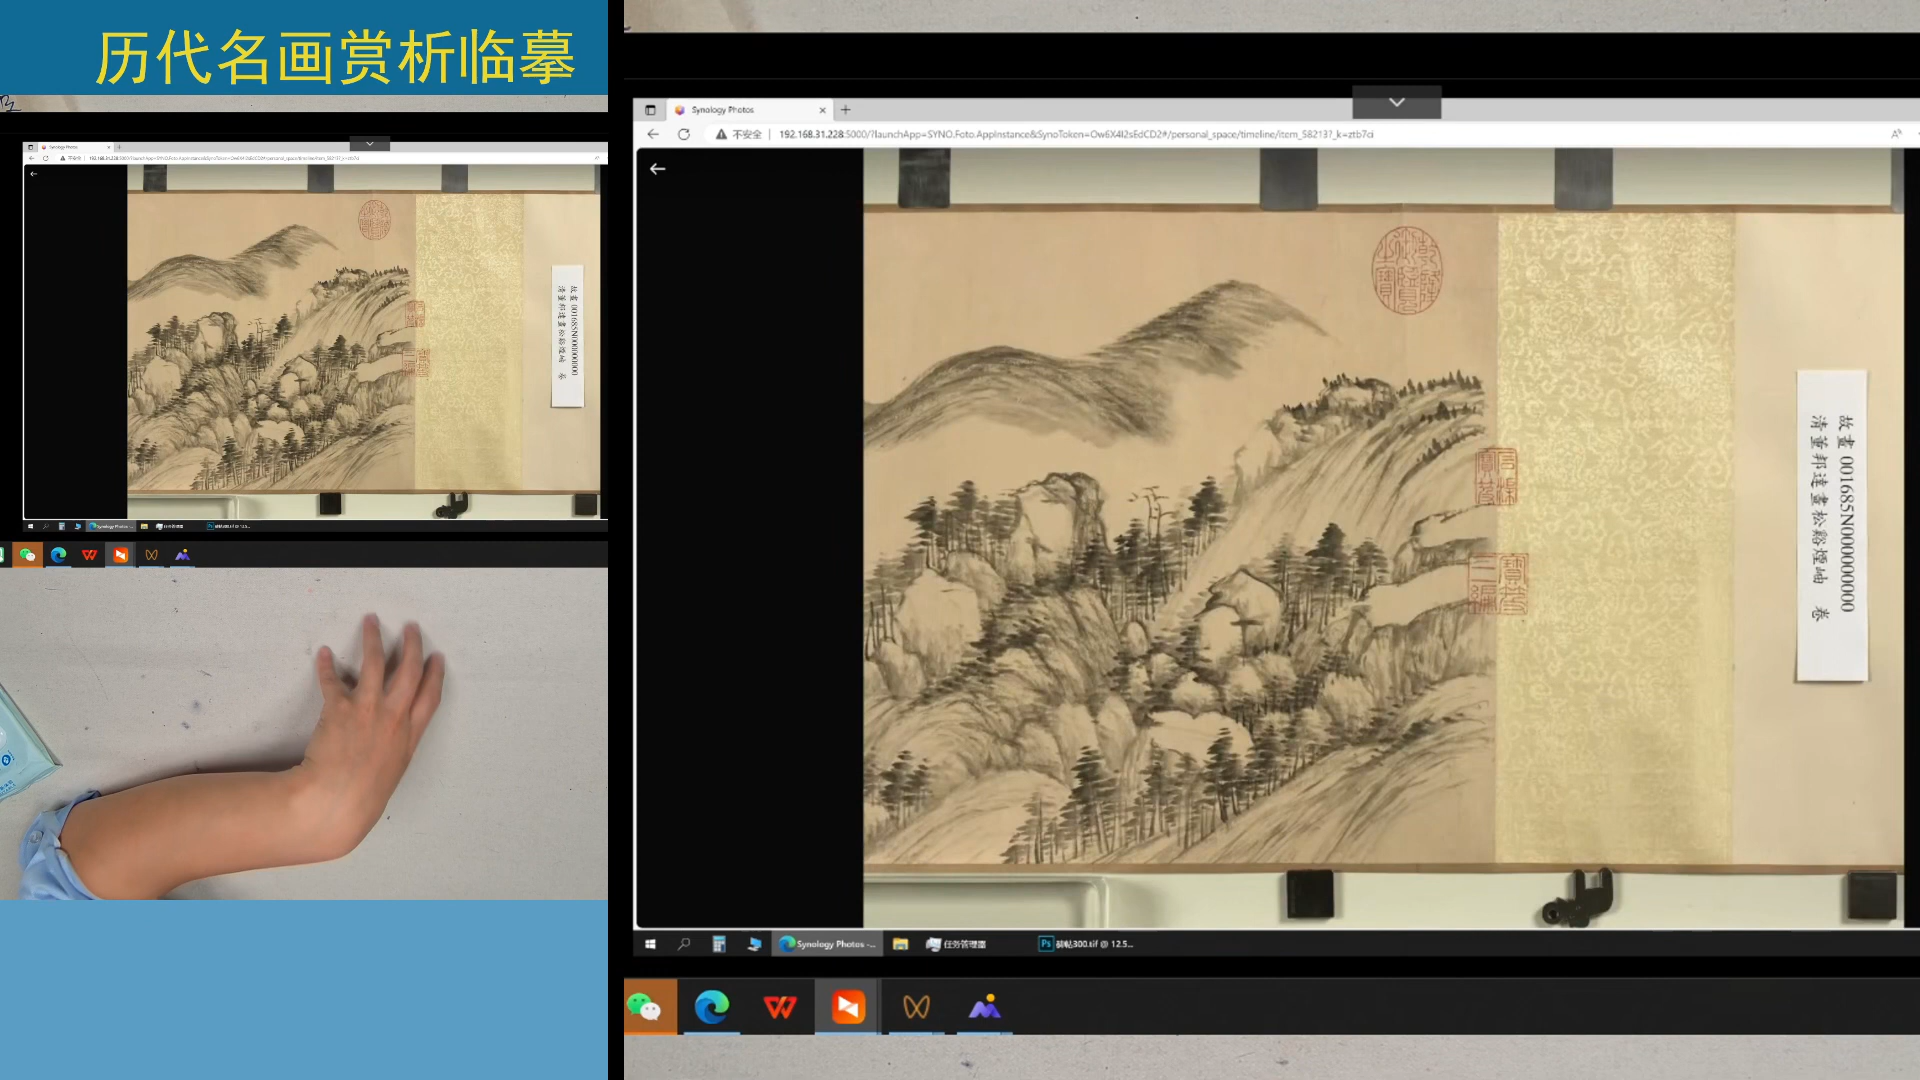 历代名画赏析临摹
Synology Photos
不安全
192.168.31.228:5000/?launchApp=SYNO.Foto.AppInstance&SynoToken=Ow6X4I2sEdCD2#/personal_space/timeline/item_58213?_k=ztb7ci
故畫 001685N000000000
清董邦達畫松谿煙岫 卷
Synology Photos -...
任务管理器